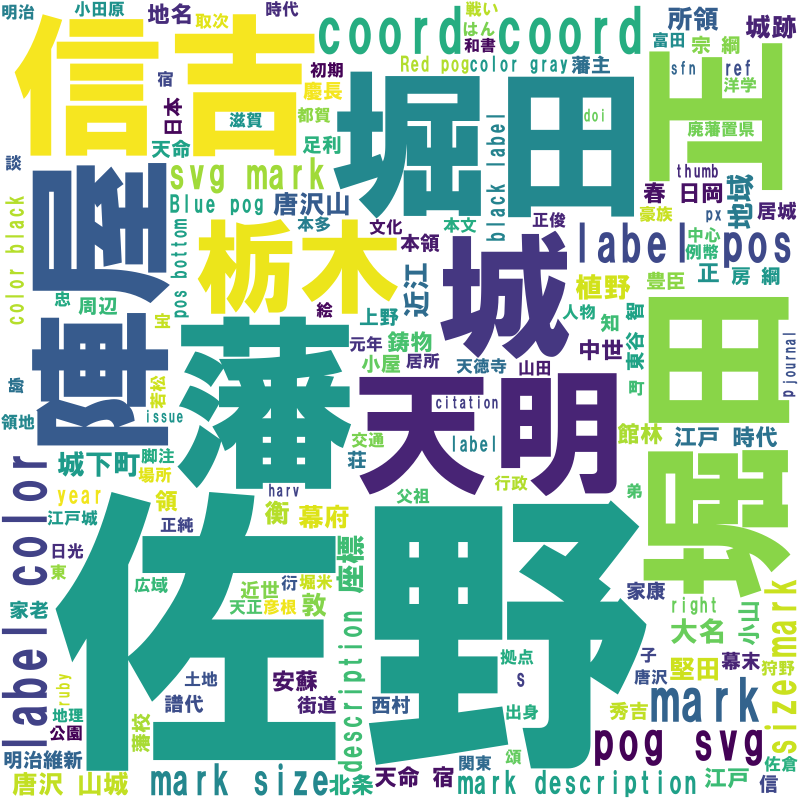 明治
小田原
地名
取次
時代
信吉
coord coord
戦い
はん
和書
所領
城跡
富田
宗 綱
sfn
ref
洋学
廃藩置県
堀田 正
宿
日本
初期
慶長
Red pog
color gray
藩主
滋賀
都賀
堀田
doi
談
天命
足利
陣屋
svg mark
Blue pog
唐沢山
black label
thumb
春 日岡
地域
居城
豪族
px
本多
文化
本文
正俊
label pos
中心
例幣
color black
pos bottom
栃木
本領
近江
城
植野
豊臣
正
房 綱
忠
周辺
宝
絵
上野
鋳物
人物
知
東谷 智
藩
元年
小屋
居所
天徳寺
山田
中世
町
p journal
跡
若松
領地
issue
天明
citation
館林
江戸 時代
城下町
脚注
場所
交通
荘
label
label color
year
領
harv
行政
弟
父祖
江戸城
正純
衡
幕府
座標
佐野
日光
東
広域
近世
衍
堀米
天正
彦根
敦
家康
家老
right
大名
小山
size mark
ruby
土地
安蘇
拠点
子
唐沢
堅田
幕末
狩野
地理
公園
藩校
譜代
街道
description
西村
s
出身
秀吉
mark
明治維新
pog svg
唐沢 山城
mark size
北条
天命 宿
関東
頌
mark description
江戸
佐倉
信